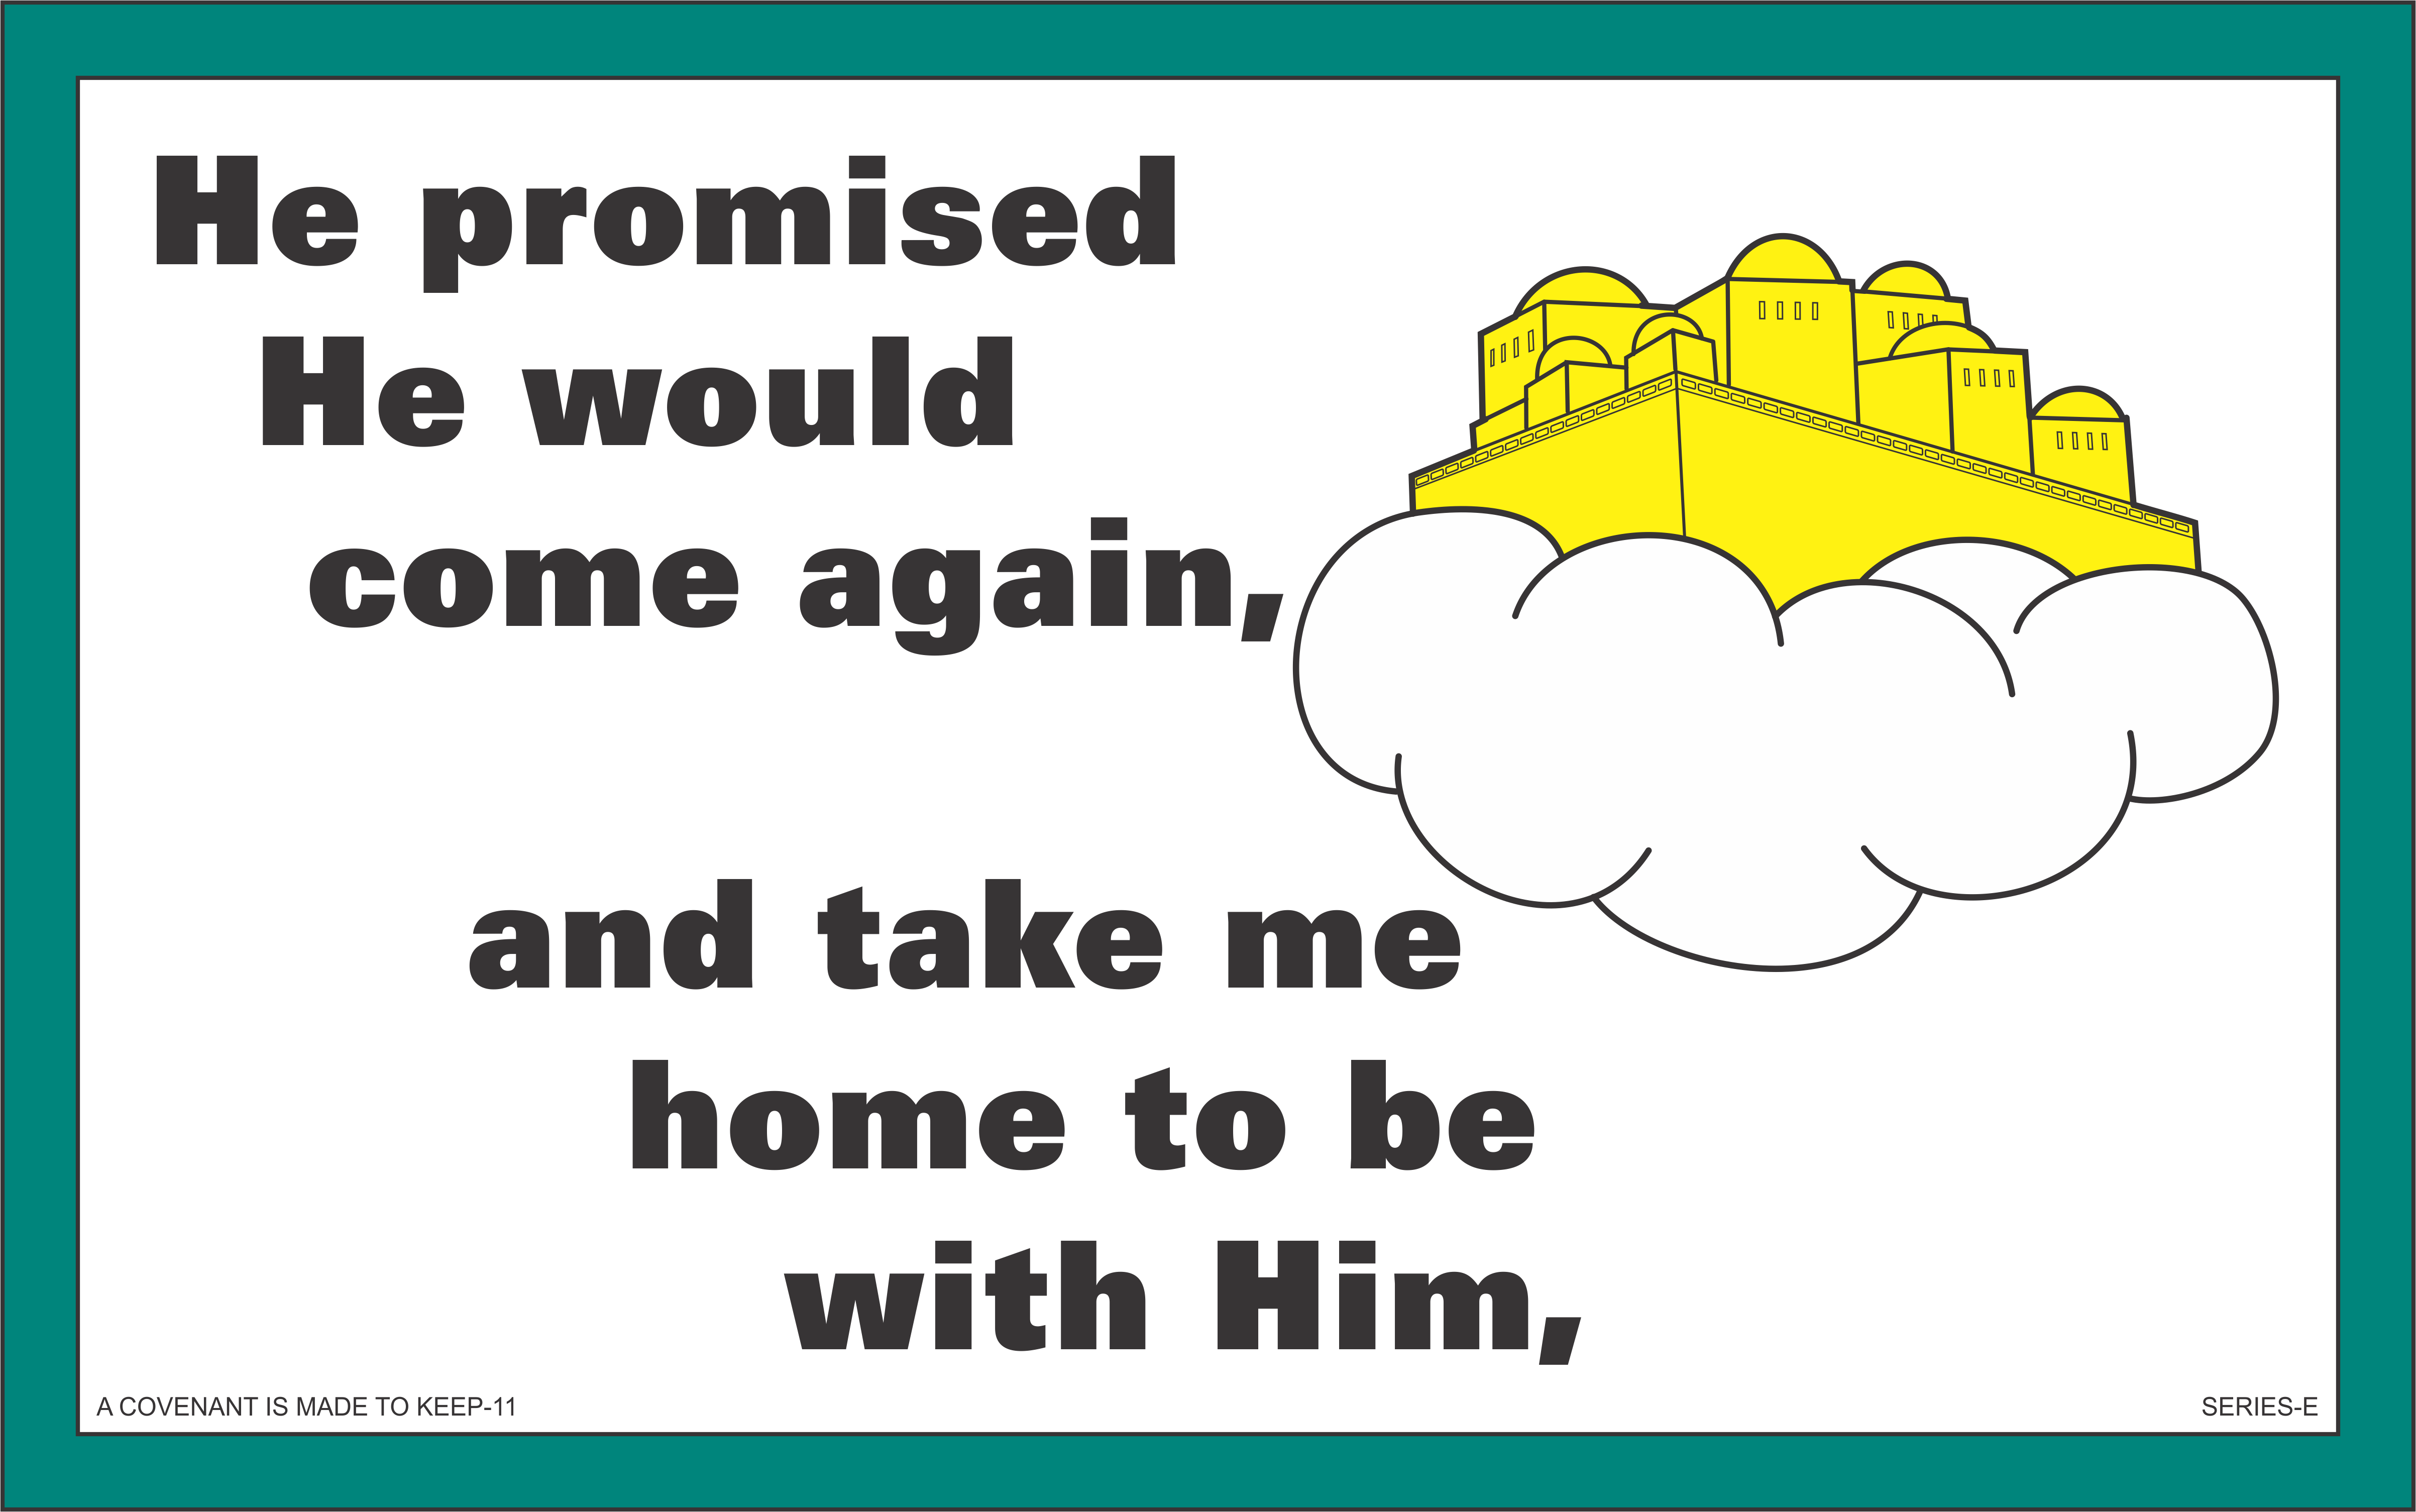 He promised
He would
come again,
and take me
home to be
with Him,
A COVENANT IS MADE TO KEEP-11
SERIES-E